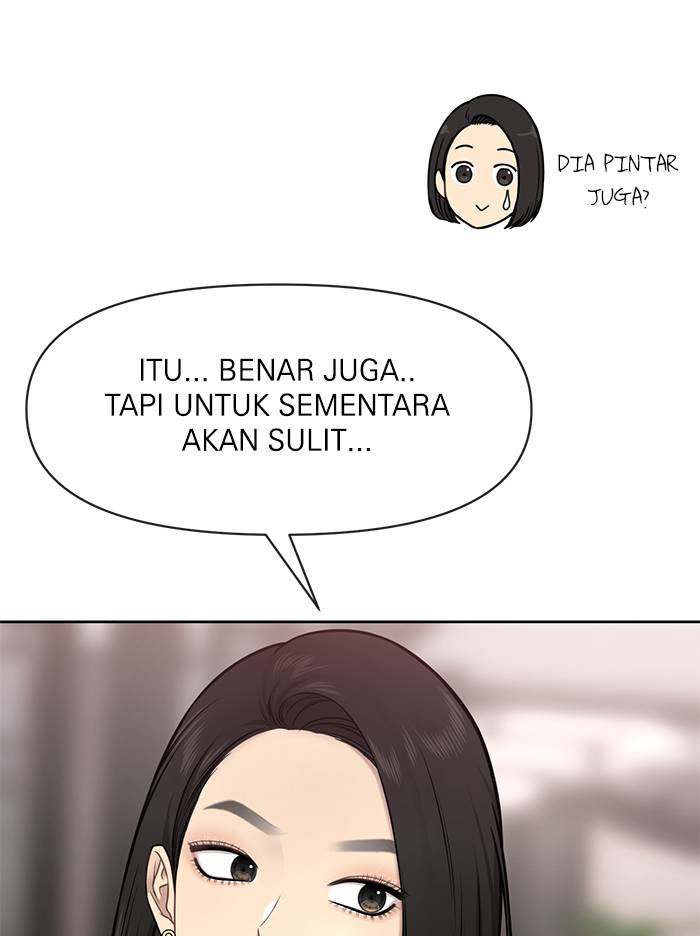 DIA PINTAR
JUGA?
ITU... BENAR JUGA..
TAPI UNTUK SEMENTARA
AKAN SULIT...